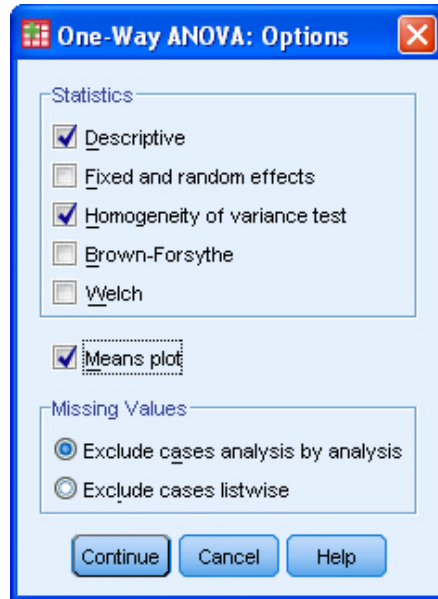 One-Way ANOVA: Options
Statistics
Descriptive
Fixed and random effects
Homogeneity of variance test
Brown-Forsythe
Welch
Means plot
Missing Values
Exclude cases analysis by analysis
Exclude cases listwise
Continue Cancel Help